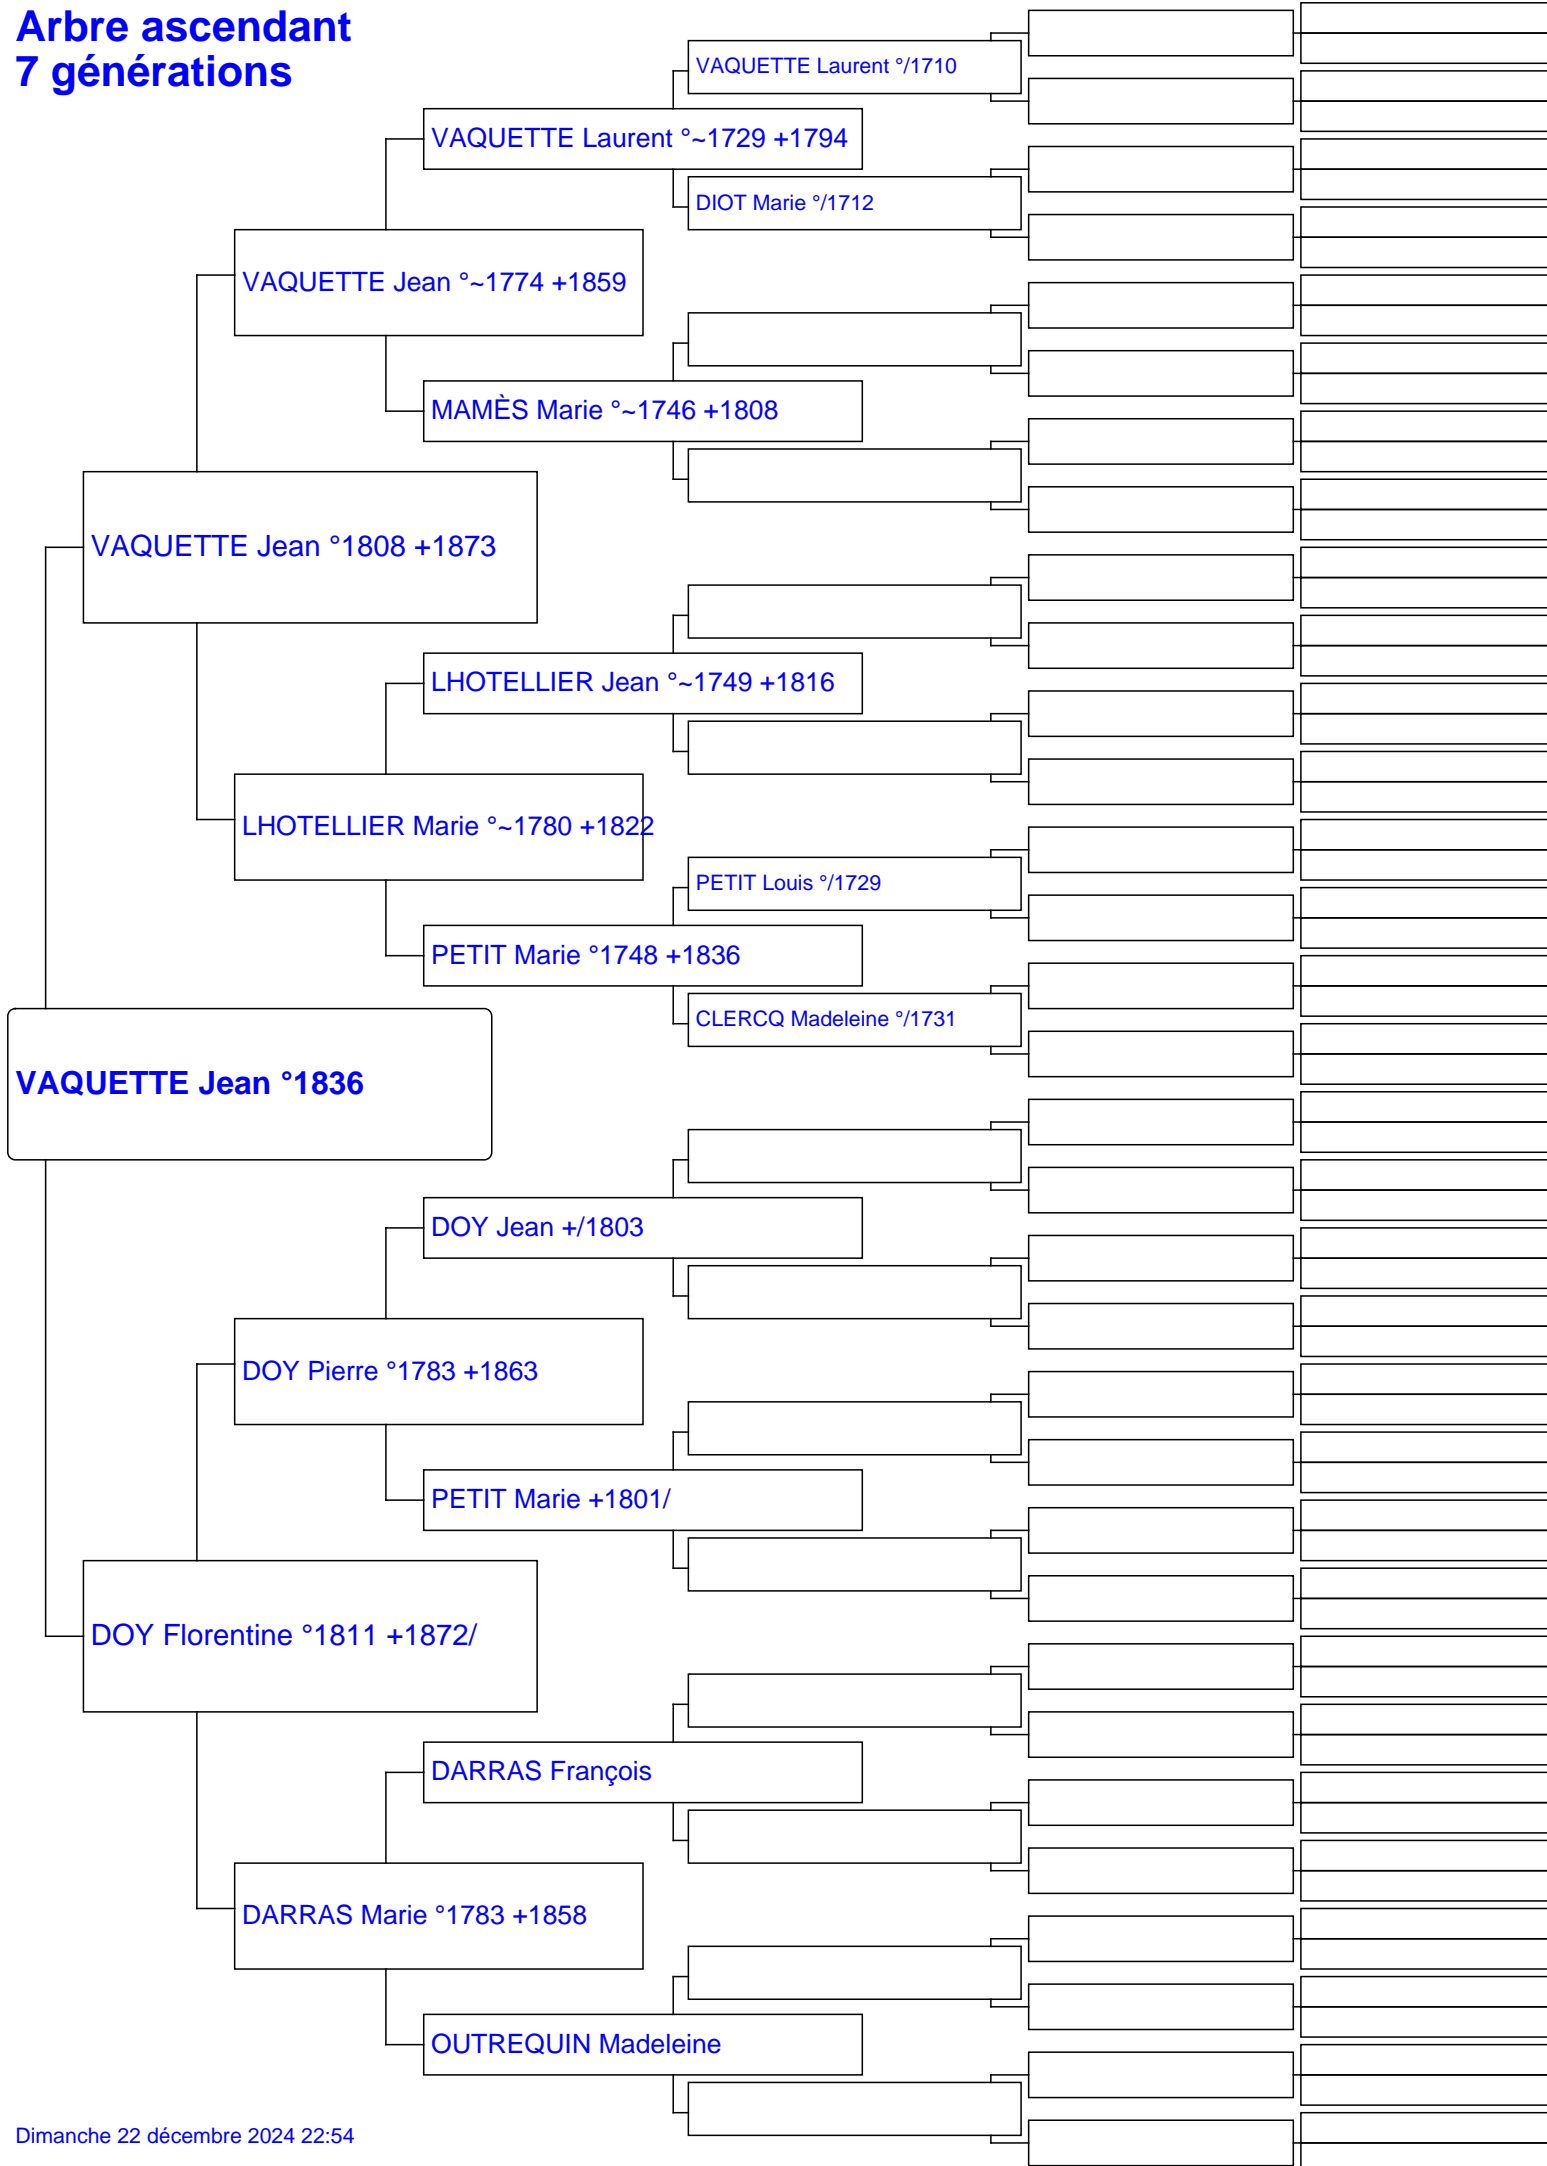 Arbre ascendant
7 générations
VAQUETTE Laurent °/1710
VAQUETTE Laurent °~1729 +1794
DIOT Marie °/1712
VAQUETTE Jean °~1774 +1859
MAMÈS Marie °~1746 +1808
VAQUETTE Jean °1808 +1873
LHOTELLIER Jean °~1749 +1816
LHOTELLIER Marie °~1780 +1822
PETIT Louis °/1729
PETIT Marie °1748 +1836
CLERCQ Madeleine °/1731
VAQUETTE Jean °1836
DOY Jean +/1803
DOY Pierre °1783 +1863
PETIT Marie +1801/
DOY Florentine °1811 +1872/
DARRAS François
DARRAS Marie °1783 +1858
OUTREQUIN Madeleine
Dimanche 22 décembre 2024 22:54